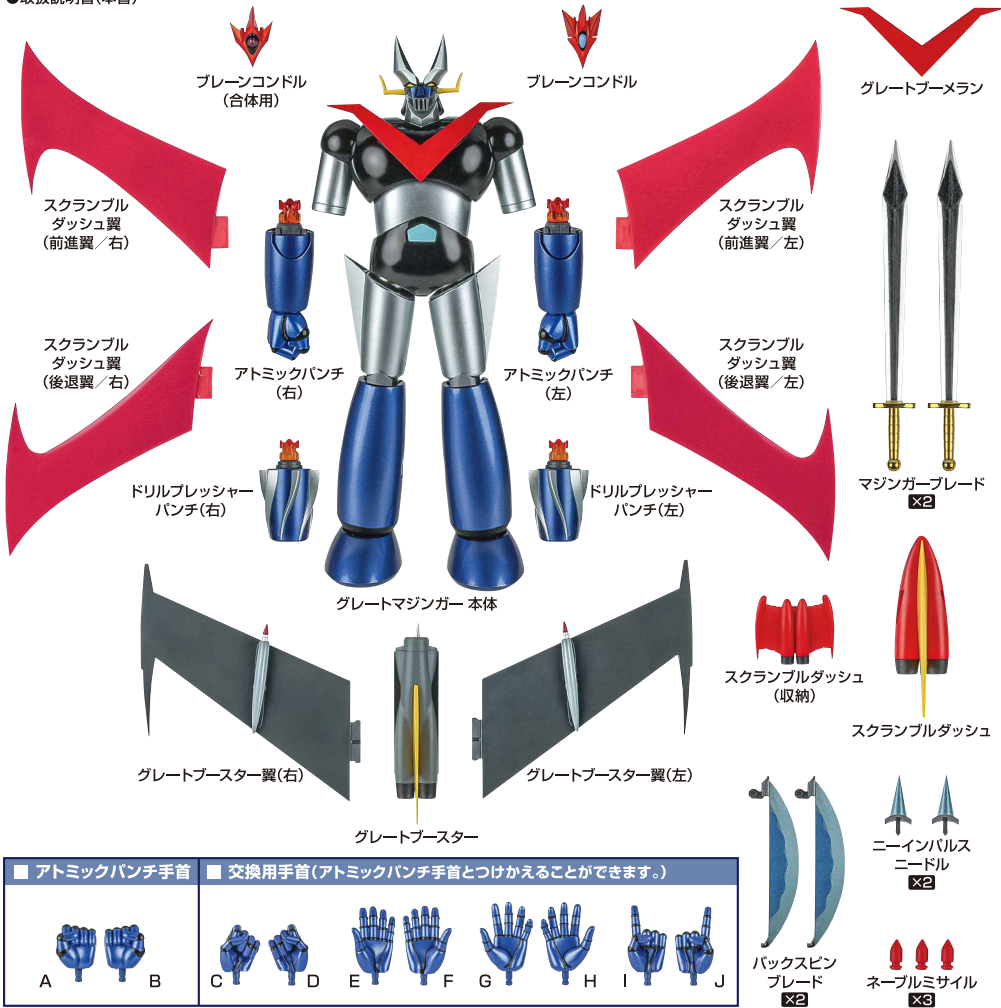 ●取扱説明書(本書)
ブレーンコンドル
(合体用)
ブレーンコンドル
グレートブーメラン
スクランブル
ダッシュ翼
(前進翼／右)
スクランブル
ダッシュ翼
(前進翼／左)
アトミックパンチ
(右)
アトミックパンチ
(左)
スクランブル
ダッシュ翼
(後退翼／右)
スクランブル
ダッシュ翼
(後退翼／左)
マジンガーブレード
×2
ドリルプレッシャー
パンチ(右)
ドリルプレッシャー
パンチ(左)
グレートマジンガー 本体
スクランブルダッシュ
(収納)
スクランブルダッシュ
グレートブースター翼(右)
グレートブースター翼(左)
グレートブースター
ニーインパルス
ニードル
×2
バックスピン
ブレード
×2
ネーブルミサイル
×3
■ アトミックパンチ手首
A B
■ 交換用手首(アトミックパンチ手首とつけかえることができます。)
C D E F G H I J